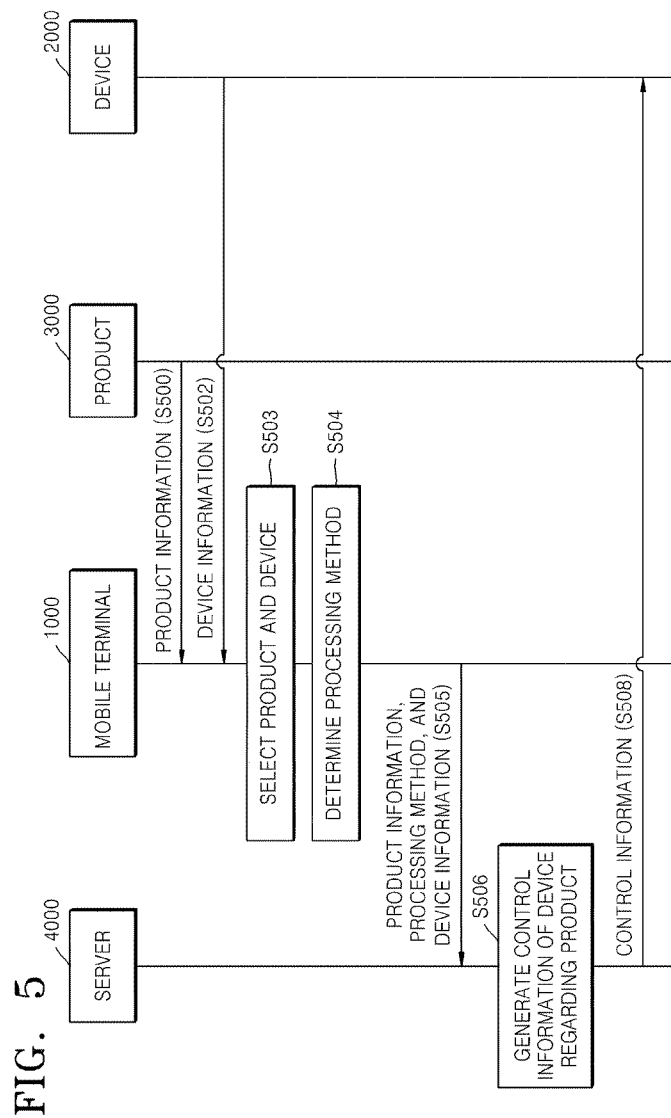 FIG. 5
4000
SERVER
1000
MOBILE TERMINAL
3000
PRODUCT
2000
DEVICE
PRODUCT INFORMATION (S500)
DEVICE INFORMATION (S502)
SELECT PRODUCT AND DEVICE
S503
DETERMINE PROCESSING METHOD
S504
PRODUCT INFORMATION,
PROCESSING METHOD, AND
DEVICE INFORMATION (S505)
S506
GENERATE CONTROL
INFORMATION OF DEVICE
REGARDING PRODUCT
CONTROL INFORMATION (S508)